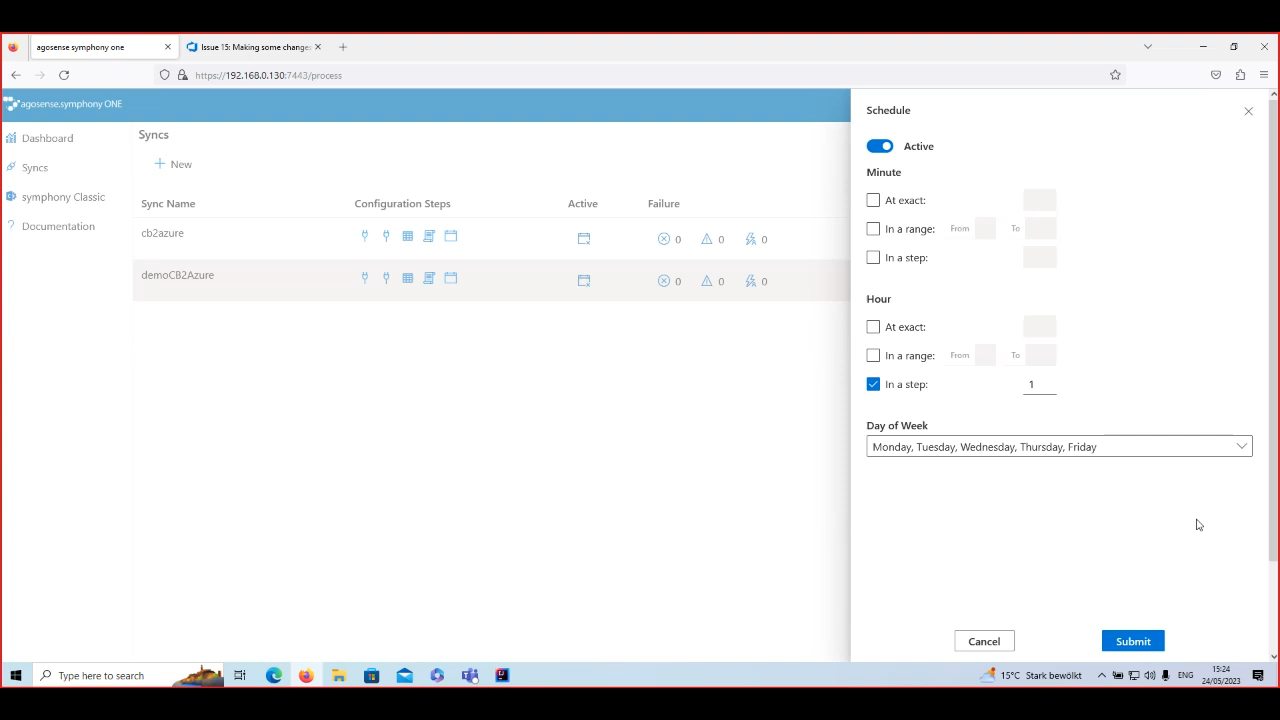 agosense symphony one
Issue 15: Making some change
https://192.168.0.130:7443/process
agosense.symphony ONE
Dashboard
Syncs
symphony Classic
Documentation
Syncs
New
Sync Name Configuration Steps Active Failure
cb2azure 0 0 0
demoCB2Azure 0 0 0
Schedule
Active
Minute
At exact:
In a range: From To
In a step:
Hour
At exact:
In a range: From To
In a step: 1
Day of Week
Monday, Tuesday, Wednesday, Thursday, Friday
Cancel Submit
Type here to search
15°C Stark bewölkt
ENG
15:24
24/05/2023